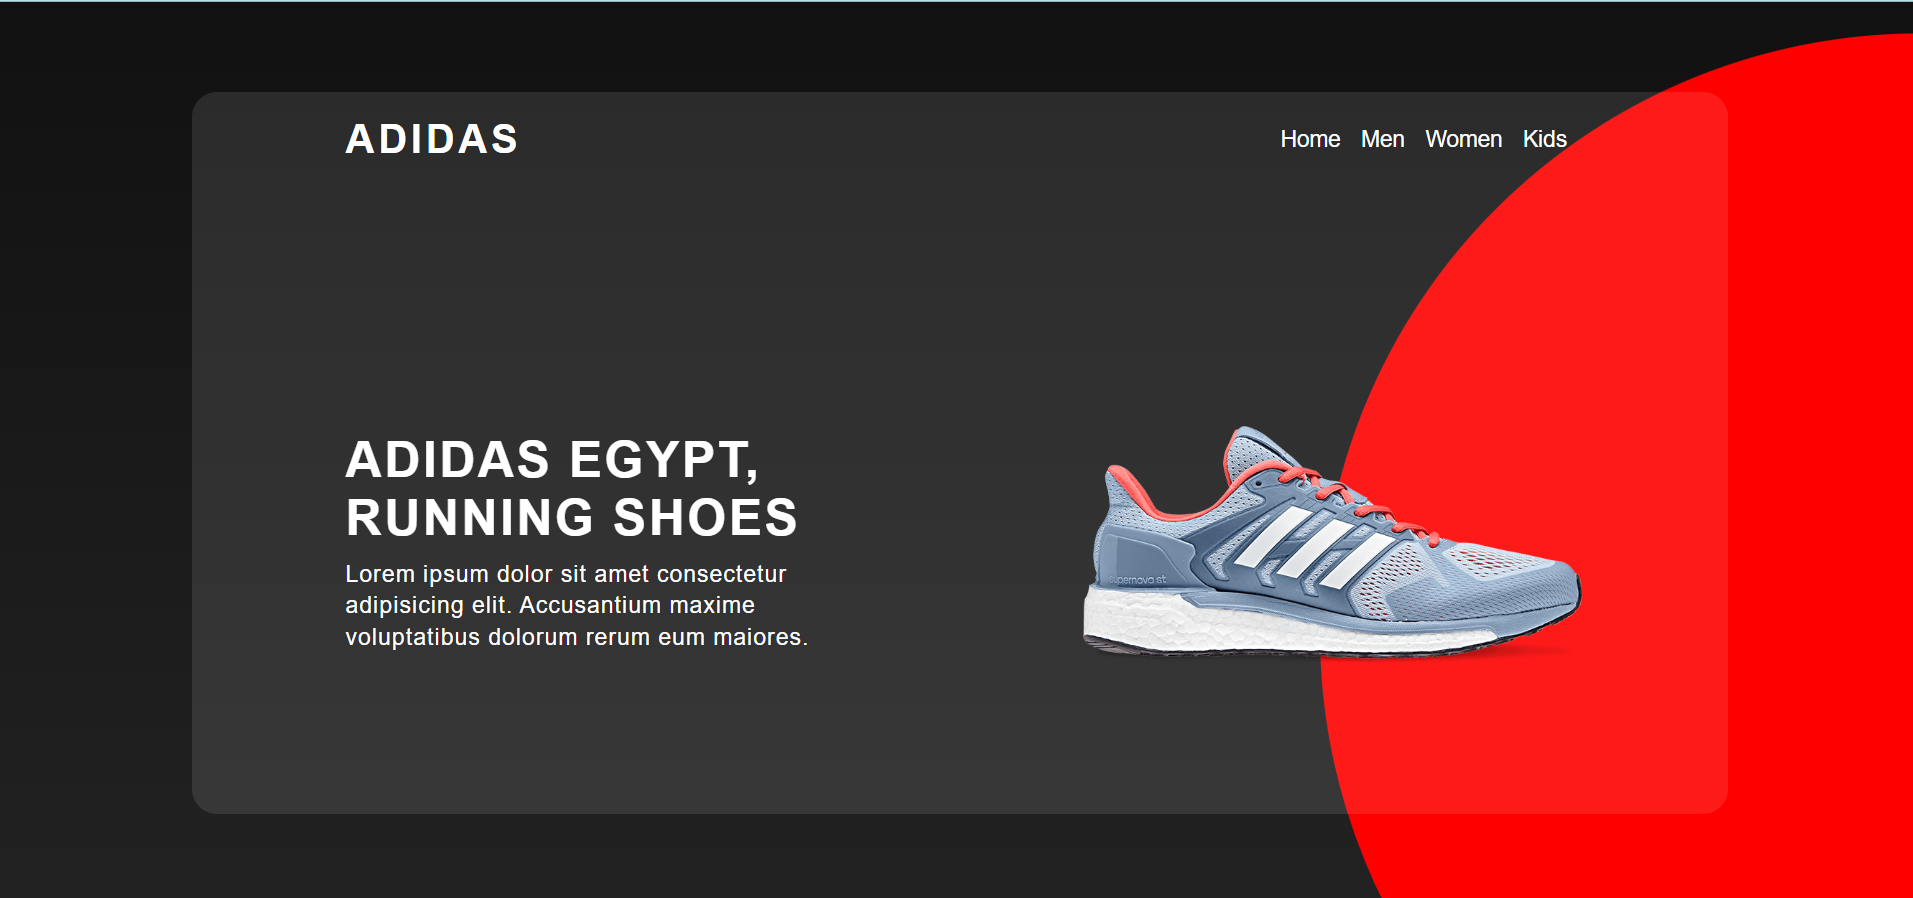 ADIDAS
Home Men Women Kids
ADIDAS EGYPT,
RUNNING SHOES
Lorem ipsum dolor sit amet consectetur
adipisicing elit. Accusantium maxime
voluptatibus dolorum rerum eum maiores.
supernova st